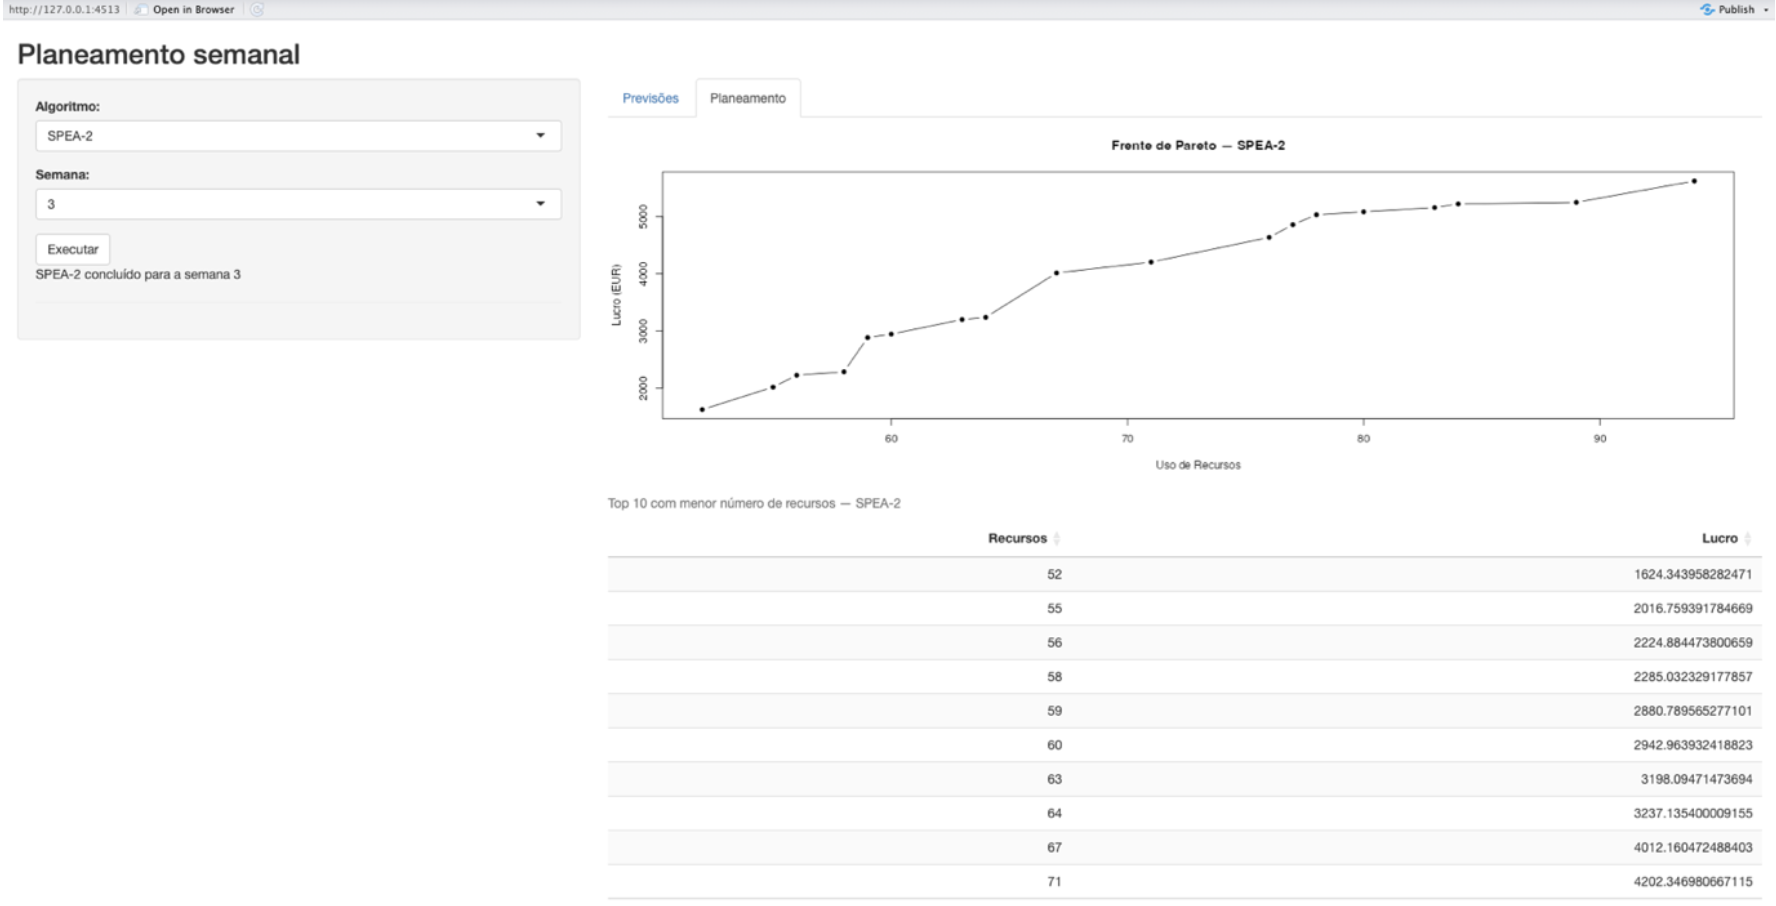 http://127.0.0.1:4513 Open in Browser Publish
Planeamento semanal
Algoritmo:
SPEA-2
Semana:
3
Executar
SPEA-2 concluído para a semana 3
Previsões Planeamento
Frente de Pareto — SPEA-2
Lucro (EUR)
5000
4000
3000
2000
60 70 80 90
Uso de Recursos
Top 10 com menor número de recursos — SPEA-2
Recursos Lucro
52 1624.343958282471
55 2016.759391784669
56 2224.884473800659
58 2285.032329177857
59 2880.789565277101
60 2942.963932418823
63 3198.09471473694
64 3237.135400009155
67 4012.160472488403
71 4202.346980667115